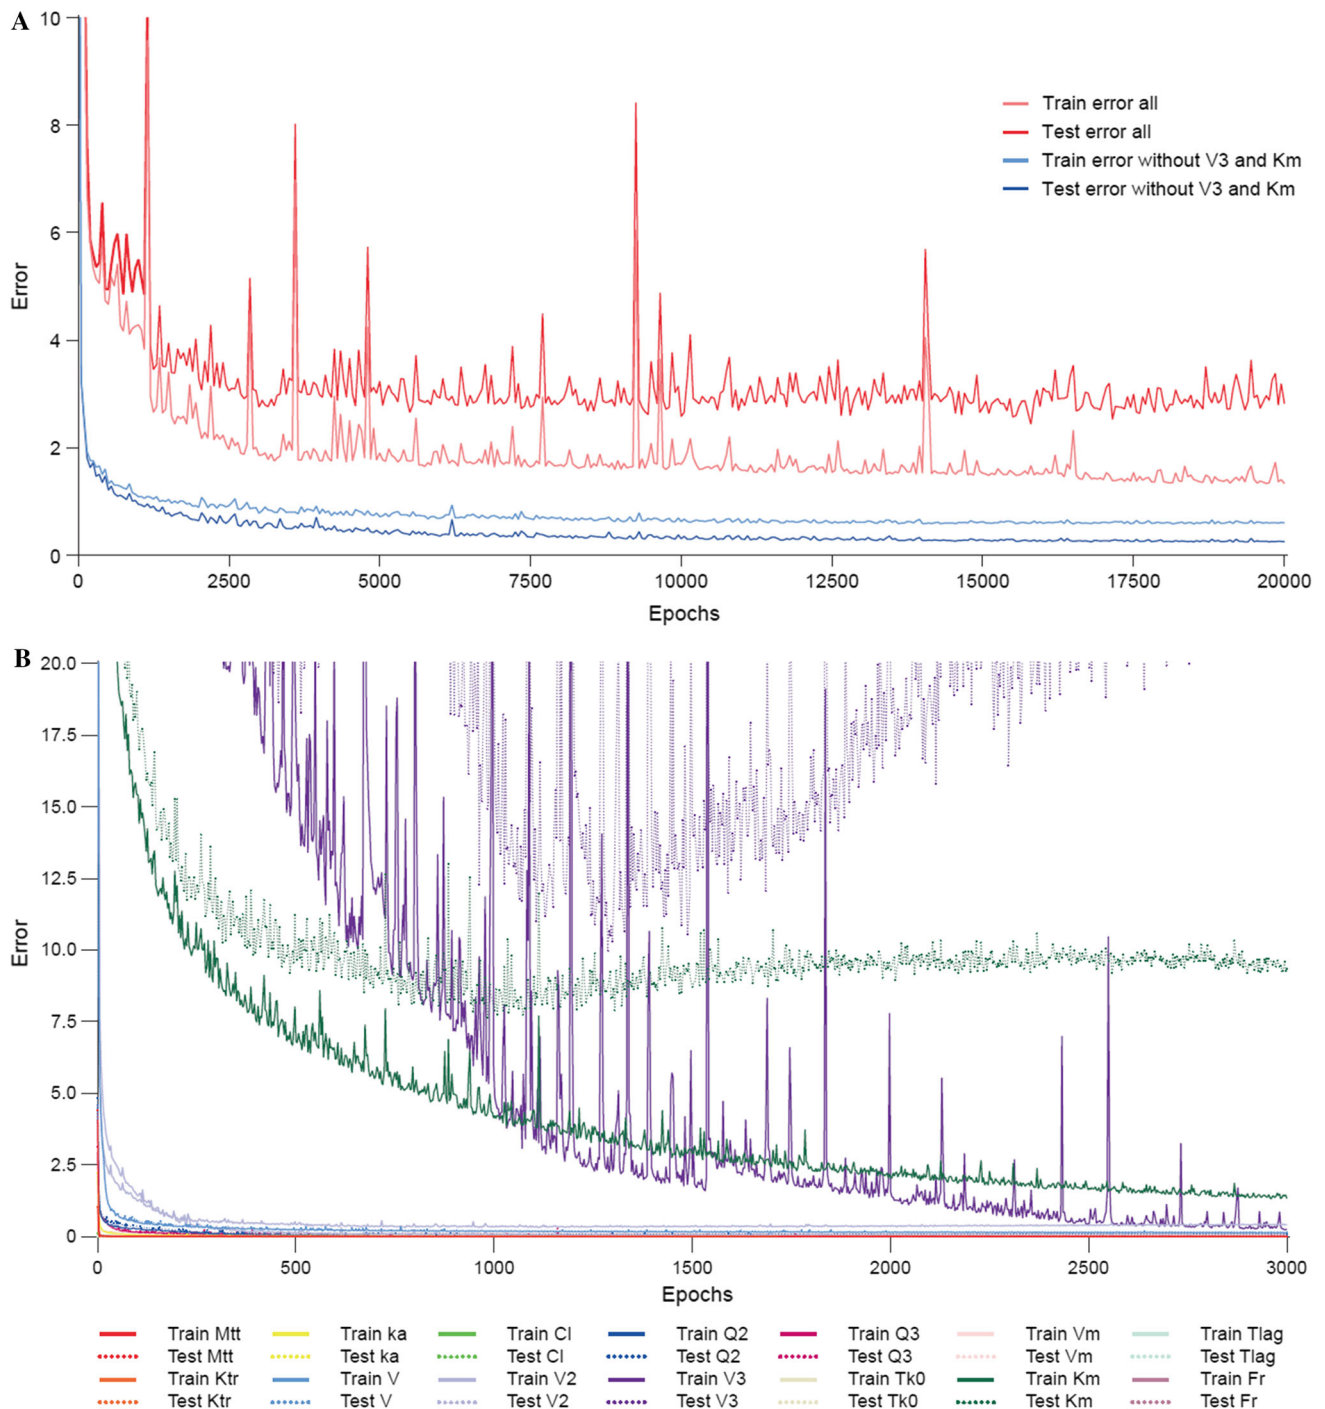 A
10
8
6
4
2
0
Error
Train error all
Test error all
Train error without V3 and Km
Test error without V3 and Km
0 2500 5000 7500 10000 12500 15000 17500 20000
Epochs
B
20.0
17.5
15.0
12.5
10.0
7.5
5.0
2.5
0
Error
0 500 1000 1500 2000 2500 3000
Epochs
Train Mtt Train ka Train Cl Train Q2 Train Q3 Train Vm Train Tlag
Test Mtt Test ka Test Cl Test Q2 Test Q3 Test Vm Test Tlag
Train Ktr Train V Train V2 Train V3 Train Tk0 Train Km Train Fr
Test Ktr Test V Test V2 Test V3 Test Tk0 Test Km Test Fr